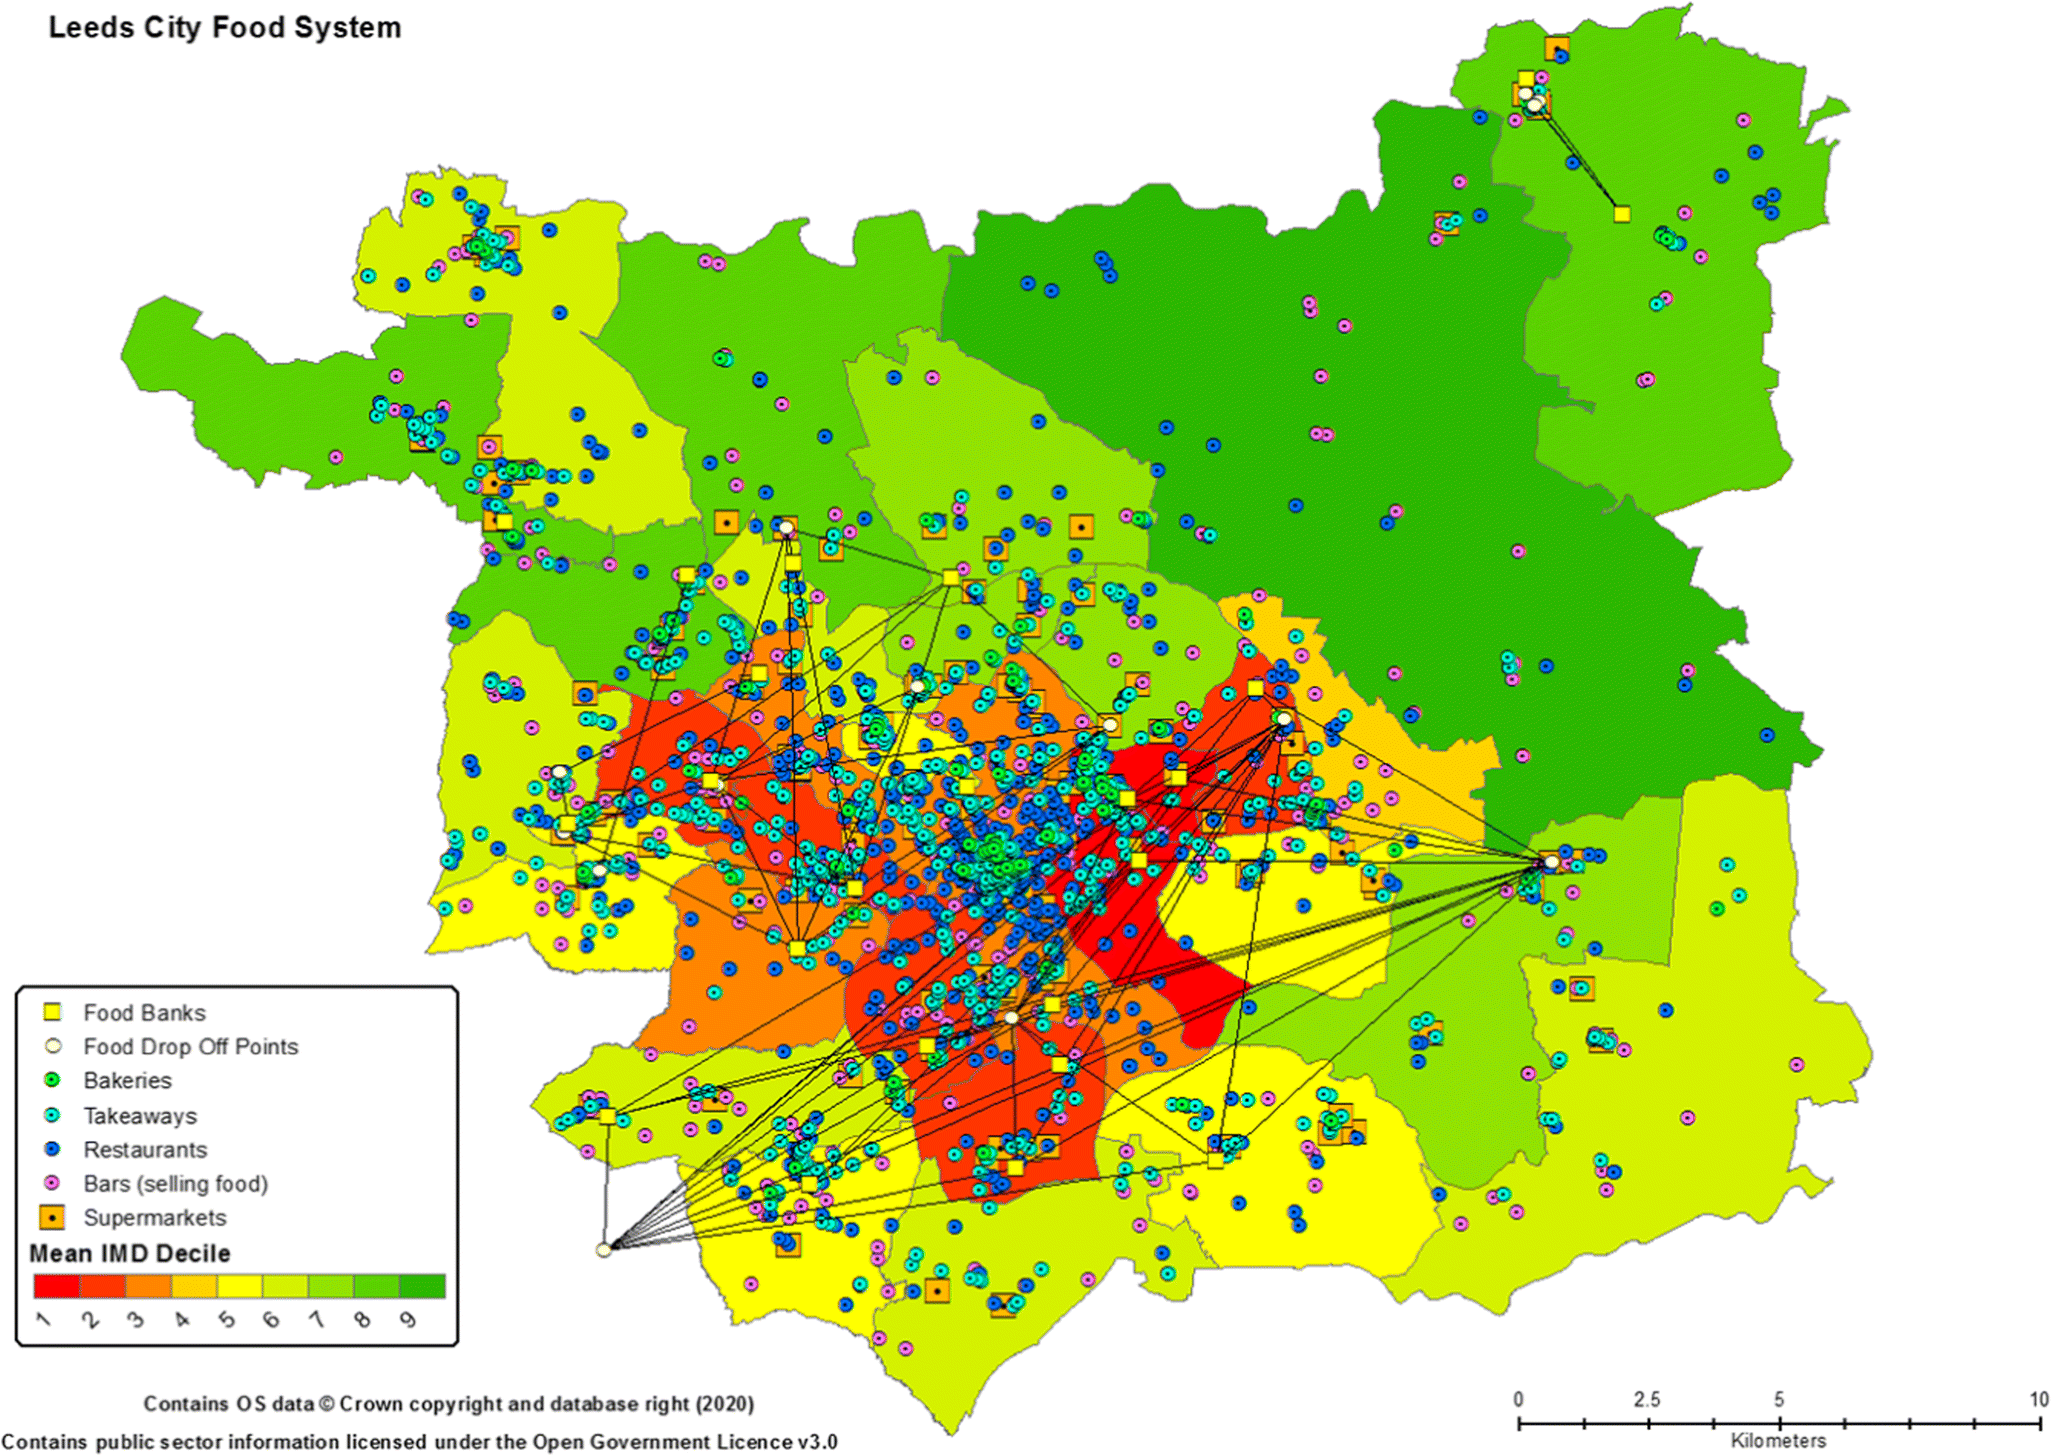 Leeds City Food System
Food Banks
Food Drop Off Points
Bakeries
Takeaways
Restaurants
Bars (selling food)
Supermarkets
Mean IMD Decile
1 2 3 4 5 6 7 8 9
Contains OS data © Crown copyright and database right (2020)
Contains public sector information licensed under the Open Government Licence v3.0
0 2.5 5 10
Kilometers